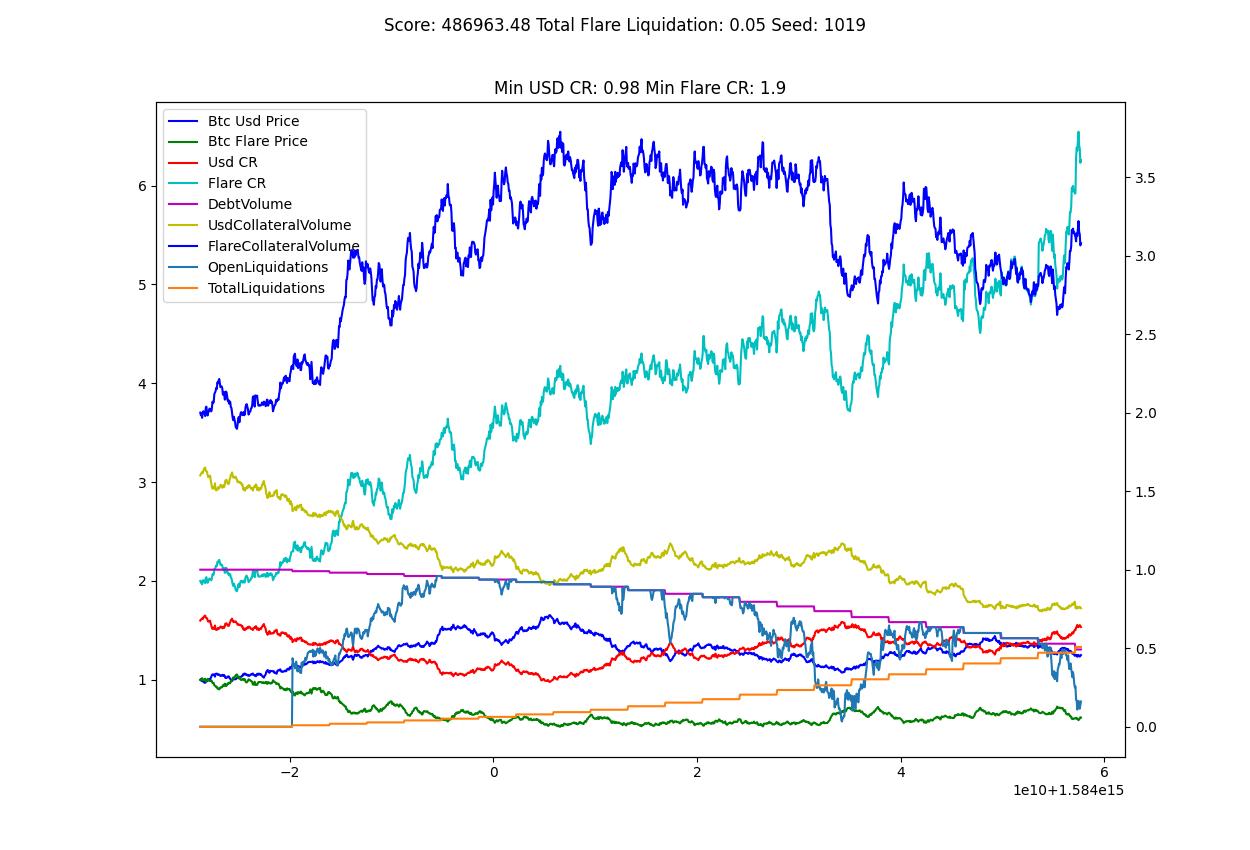 Score: 486963.48 Total Flare Liquidation: 0.05 Seed: 1019
Min USD CR: 0.98 Min Flare CR: 1.9
Btc Usd Price
Btc Flare Price
Usd CR
Flare CR
DebtVolume
UsdCollateralVolume
FlareCollateralVolume
OpenLiquidations
TotalLiquidations
6
5
4
3
2
1
3.5
3.0
2.5
2.0
1.5
1.0
0.5
0.0
−2
0
2
4
6
1e10+1.584e15